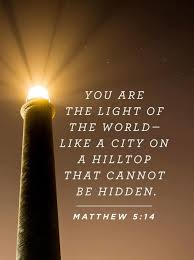 YOU ARE
THE LIGHT OF
THE WORLD—
LIKE A CITY ON
A HILLTOP
THAT CANNOT
BE HIDDEN.
MATTHEW 5:14